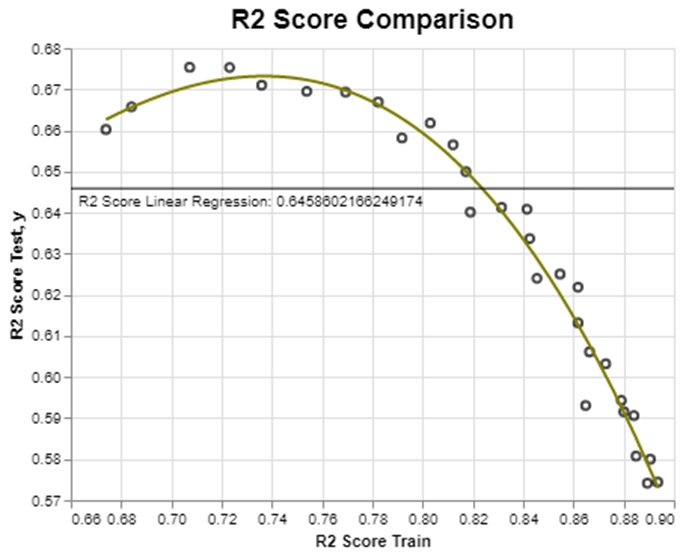 R2 Score Comparison
0.68
0.67
0.66
0.65
0.64
0.63
0.62
0.61
0.60
0.59
0.58
0.57
R2 Score Test, y
R2 Score Linear Regression: 0.6458602166249174
0.66 0.68 0.70 0.72 0.74 0.76 0.78 0.80 0.82 0.84 0.86 0.88 0.90
R2 Score Train